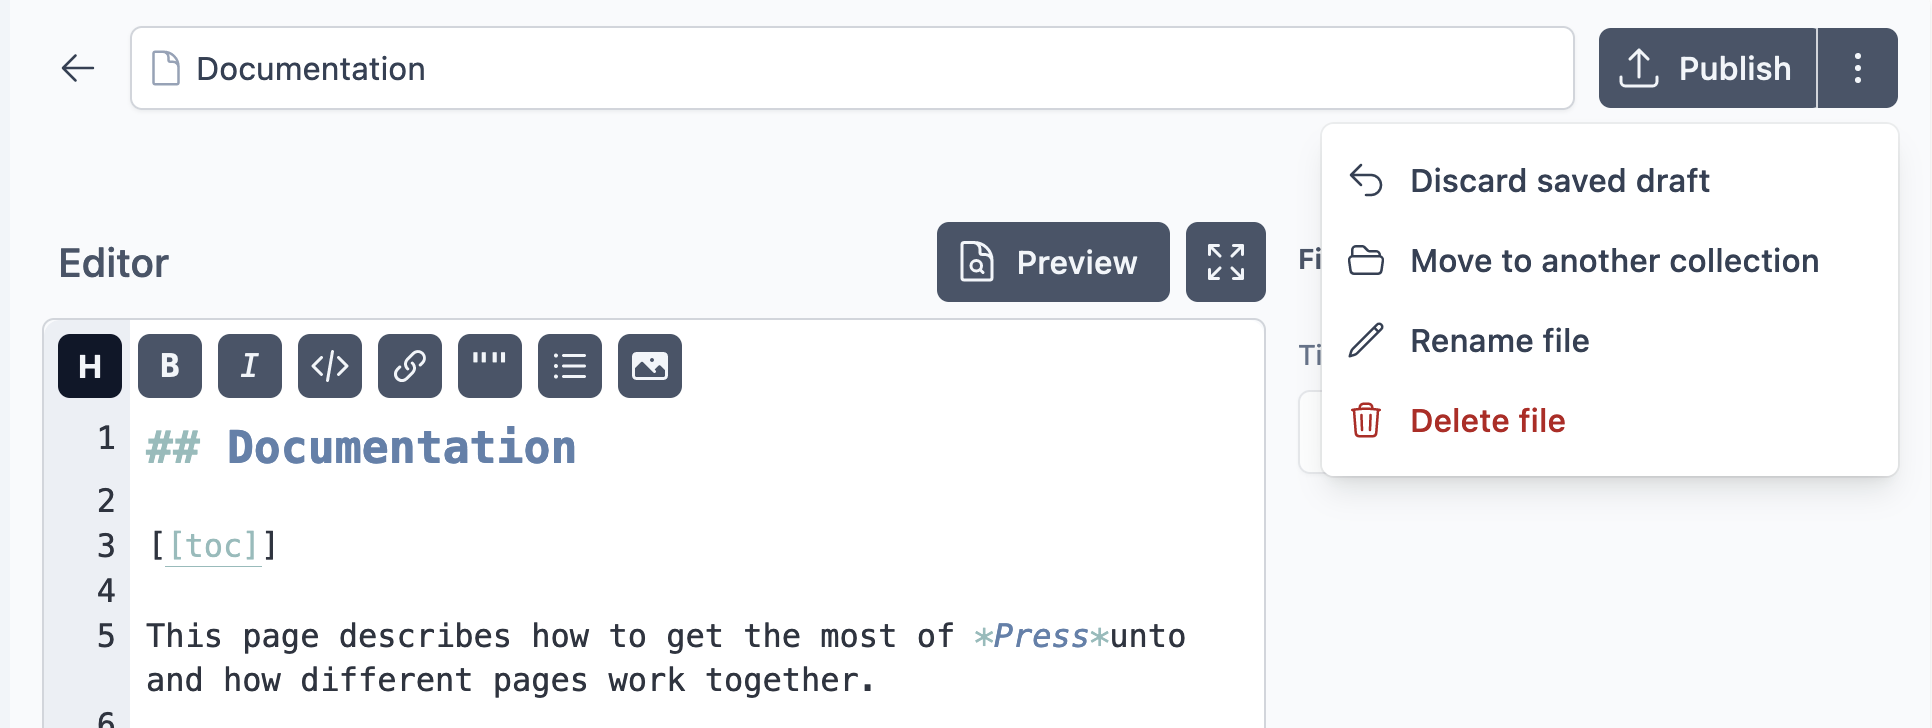 Documentation
Publish
Discard saved draft
Move to another collection
Rename file
Delete file
Editor
Preview
Fi
Ti
H B I </> "" 
1 ## Documentation
2
3 [[toc]]
4
5 This page describes how to get the most of *Press*unto
and how different pages work together.
6